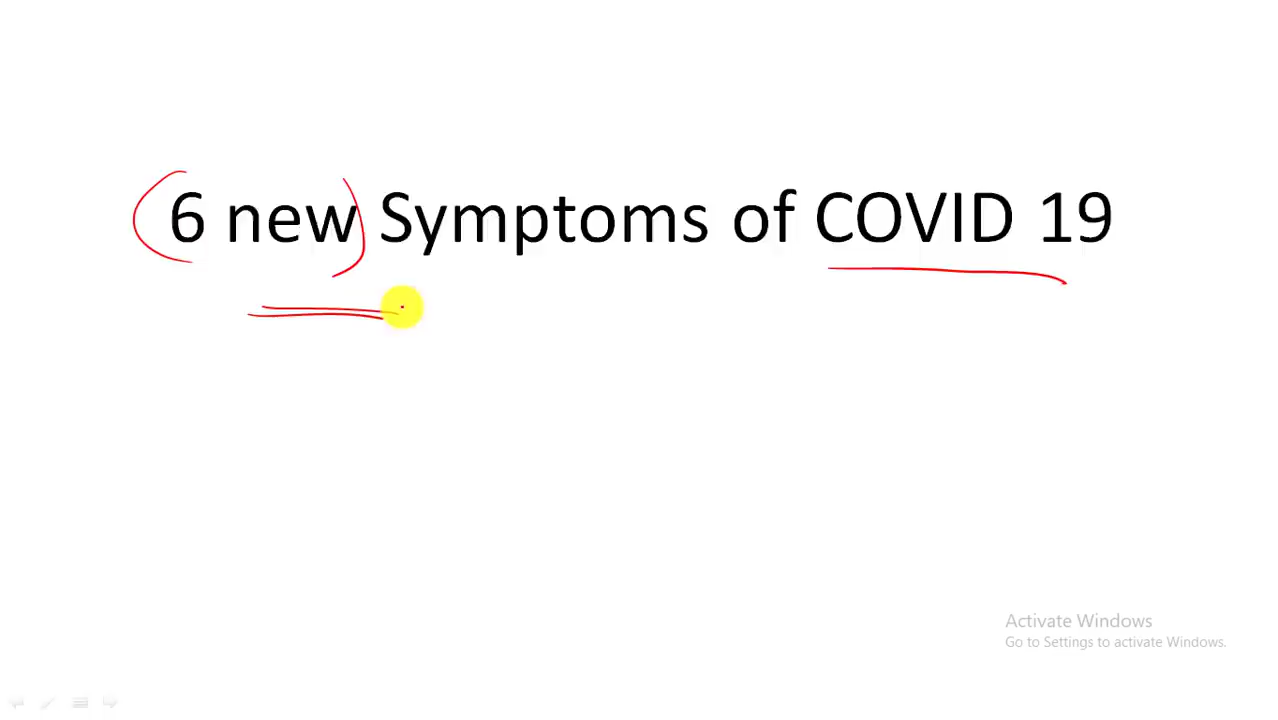 6 new Symptoms of COVID 19
Activate Windows
Go to Settings to activate Windows.